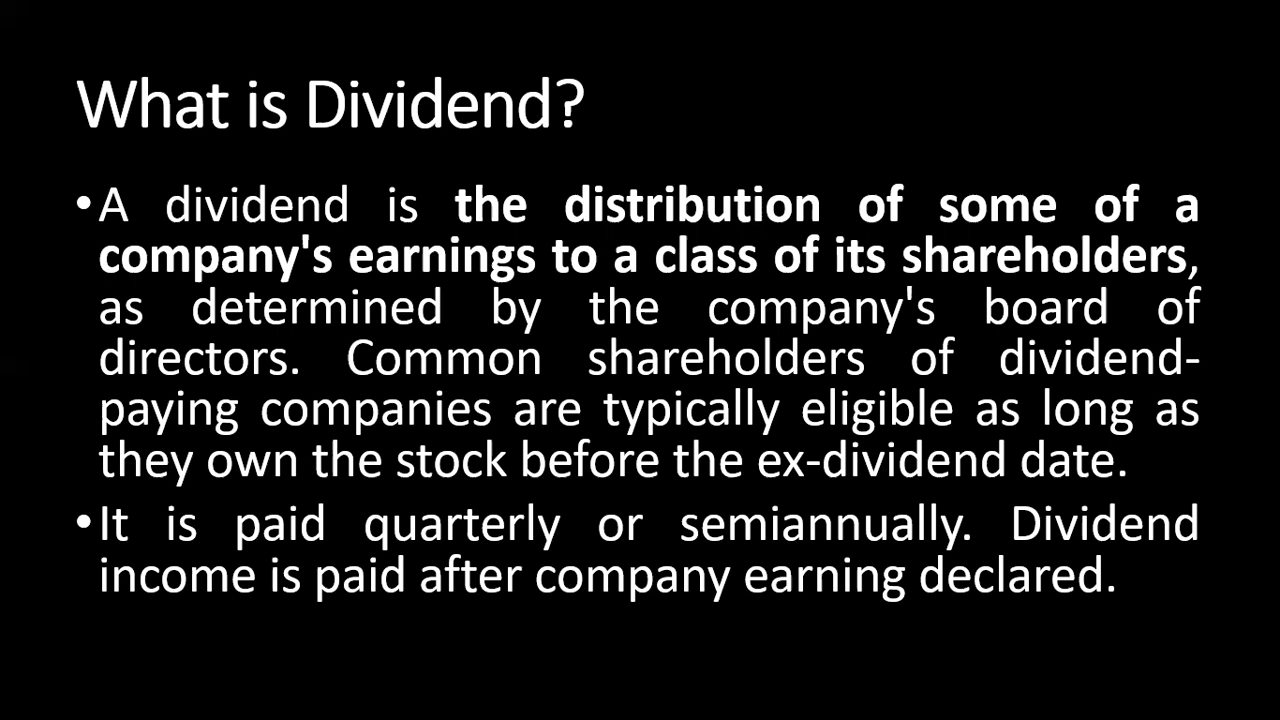 What is Dividend?
•A dividend is the distribution of some of a
company's earnings to a class of its shareholders,
as determined by the company's board of
directors. Common shareholders of dividend-
paying companies are typically eligible as long as
they own the stock before the ex-dividend date.
•It is paid quarterly or semiannually. Dividend
income is paid after company earning declared.